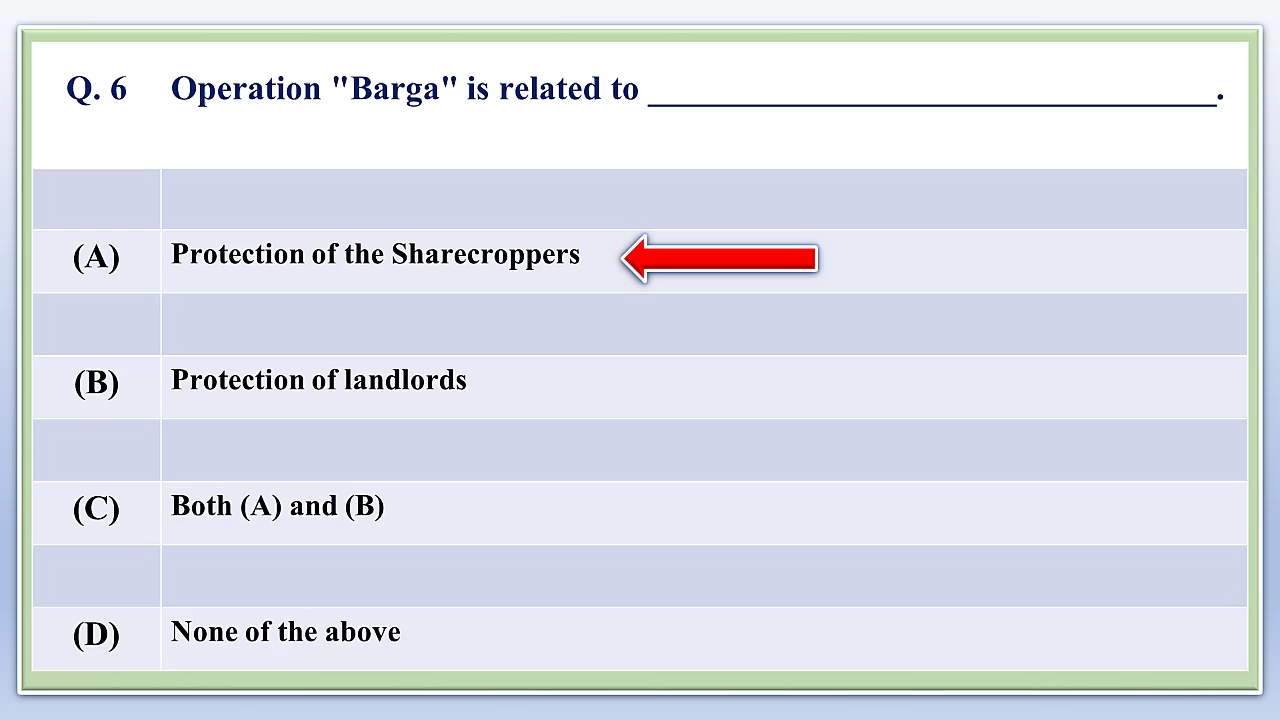 Q. 6 Operation "Barga" is related to ___________________________________.
(A) Protection of the Sharecroppers
(B) Protection of landlords
(C) Both (A) and (B)
(D) None of the above